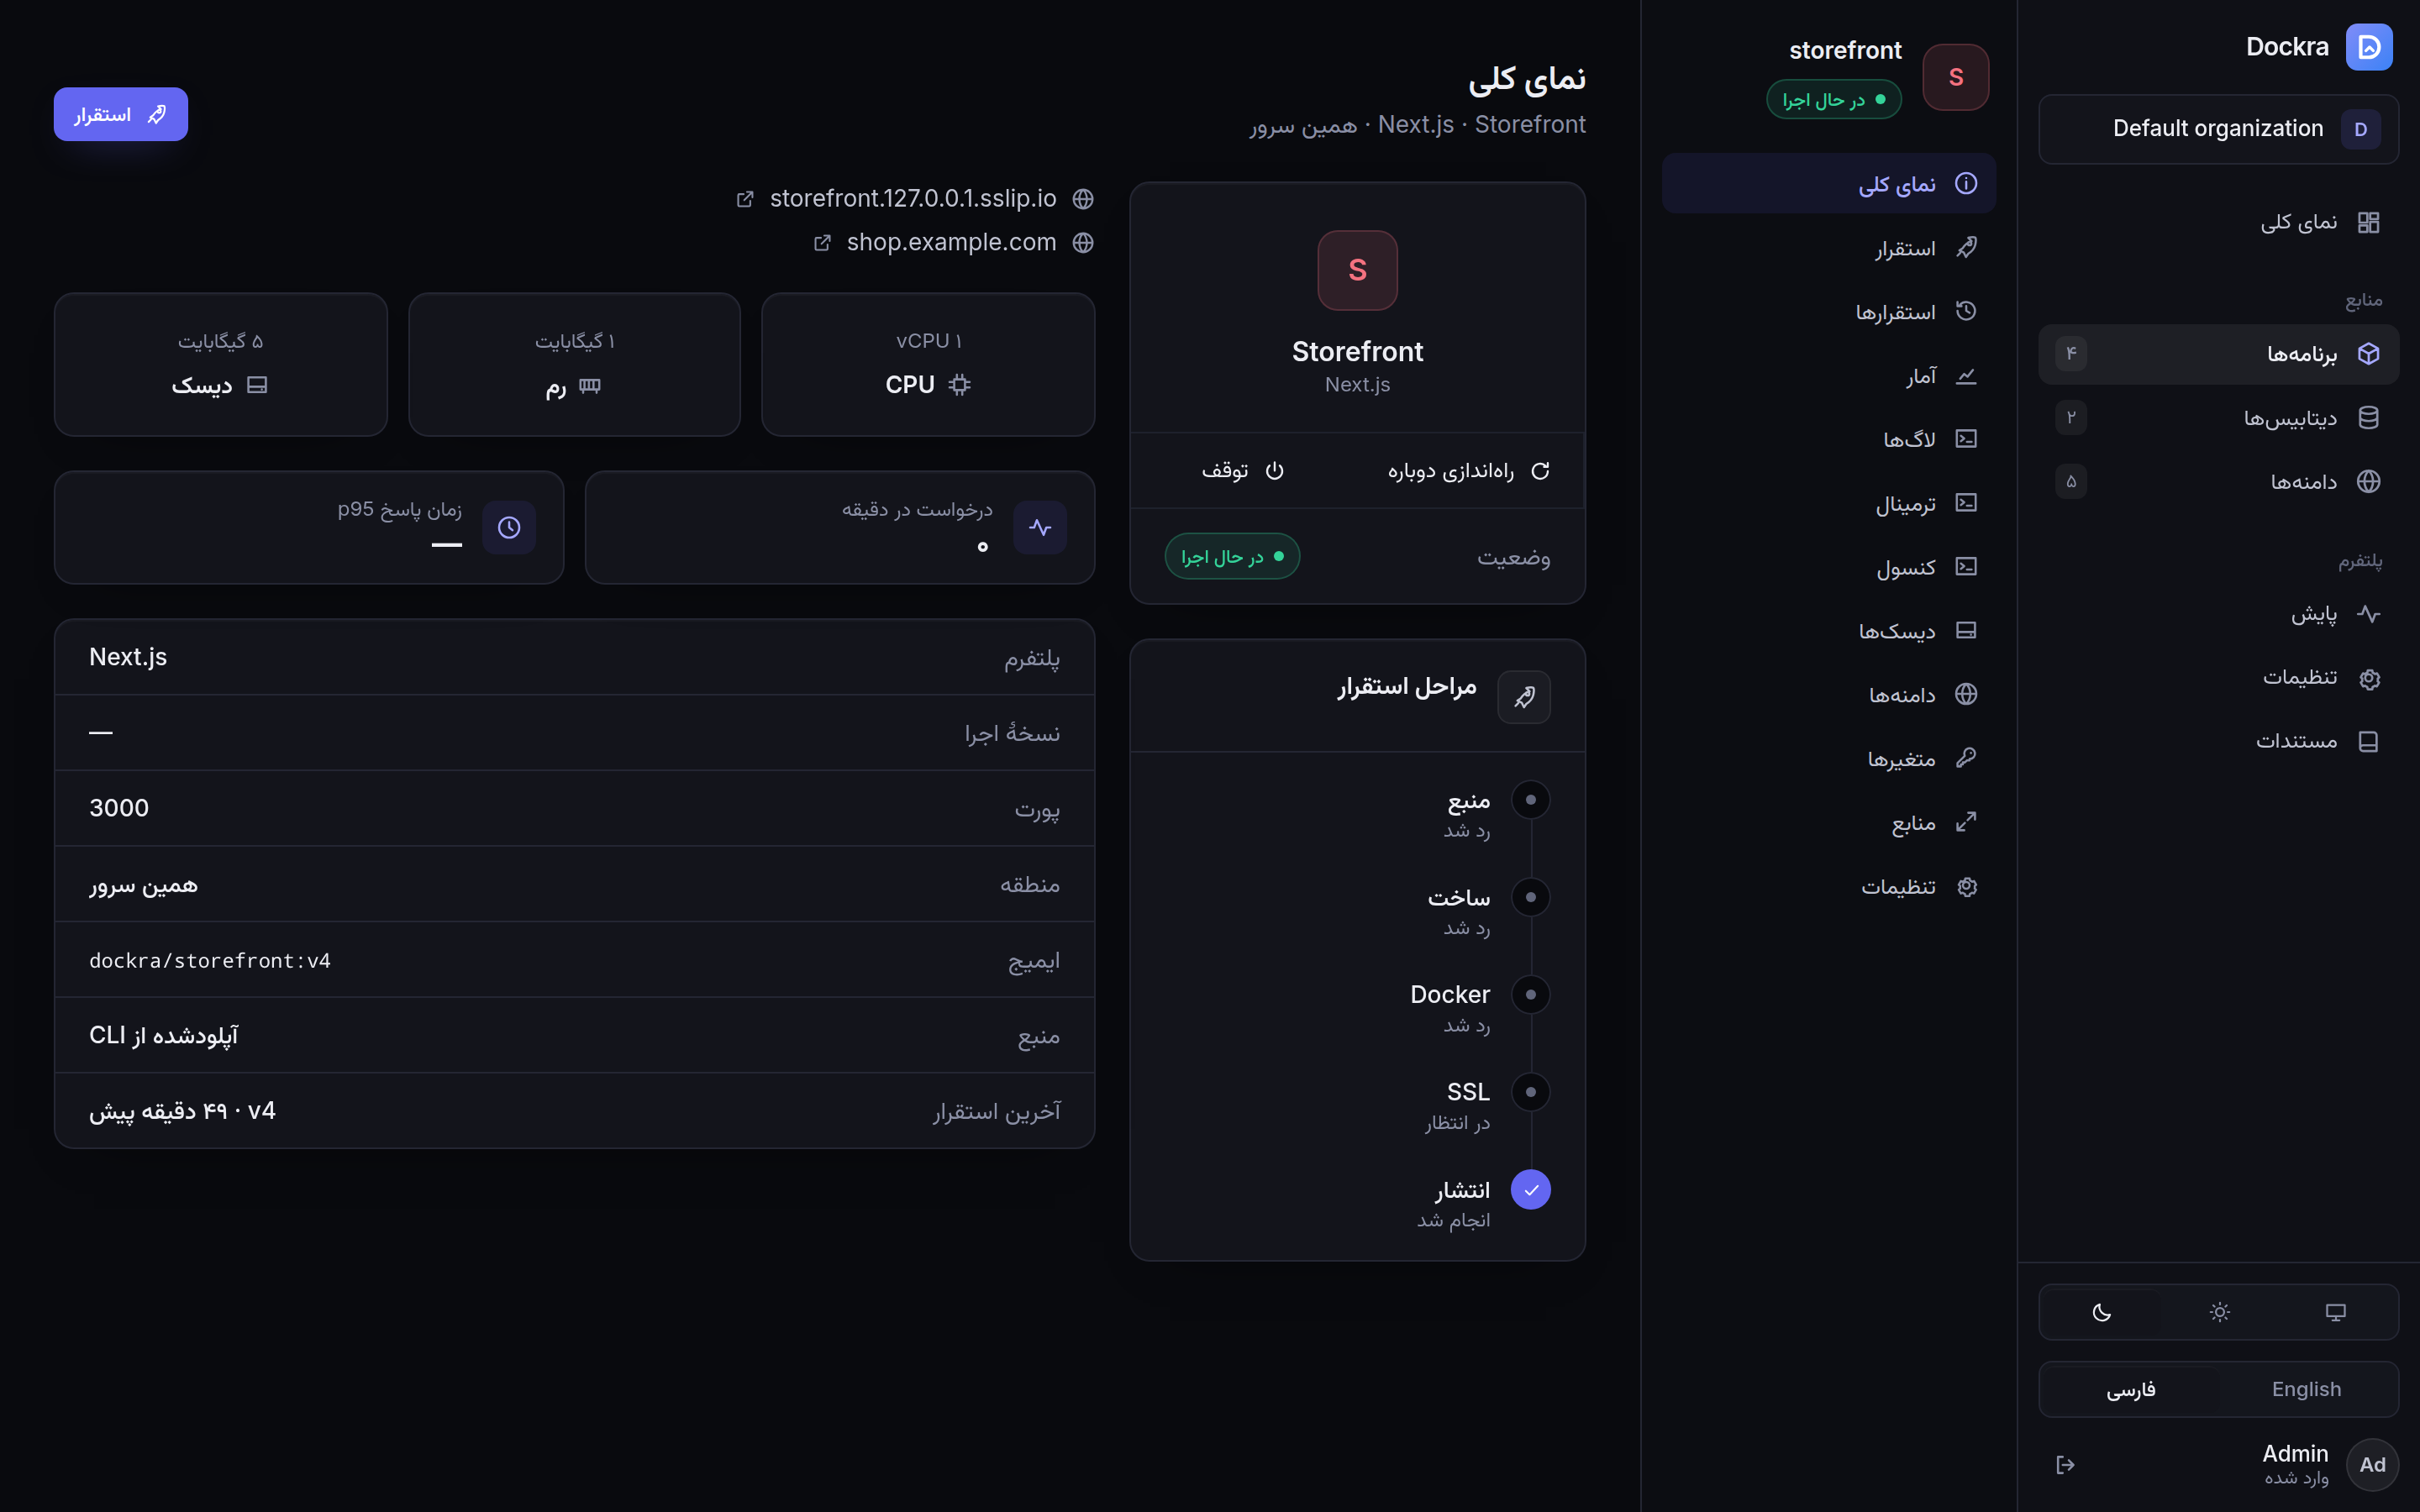 Dockra
D
Default organization
نمای کلی
منابع
برنامه‌ها
۴
دیتابیس‌ها
۲
دامنه‌ها
۵
پلتفرم
پایش
تنظیمات
مستندات
English
فارسی
Ad
Admin
وارد شده
S
storefront
در حال اجرا
نمای کلی
استقرار
استقرارها
آمار
لاگ‌ها
ترمینال
کنسول
دیسک‌ها
دامنه‌ها
متغیرها
منابع
تنظیمات
نمای کلی
Storefront · Next.js · همین سرور
استقرار
S
Storefront
Next.js
راه‌اندازی دوباره
توقف
وضعیت
در حال اجرا
مراحل استقرار
منبع
رد شد
ساخت
رد شد
Docker
رد شد
SSL
در انتظار
انتشار
انجام شد
storefront.127.0.0.1.sslip.io
shop.example.com
۱ vCPU
CPU
۱ گیگابایت
رم
۵ گیگابایت
دیسک
درخواست در دقیقه
۰
زمان پاسخ p95
—
پلتفرم
Next.js
نسخهٔ اجرا
—
پورت
3000
منطقه
همین سرور
ایمیج
dockra/storefront:v4
منبع
آپلودشده از CLI
آخرین استقرار
v4 · ۴۹ دقیقه پیش